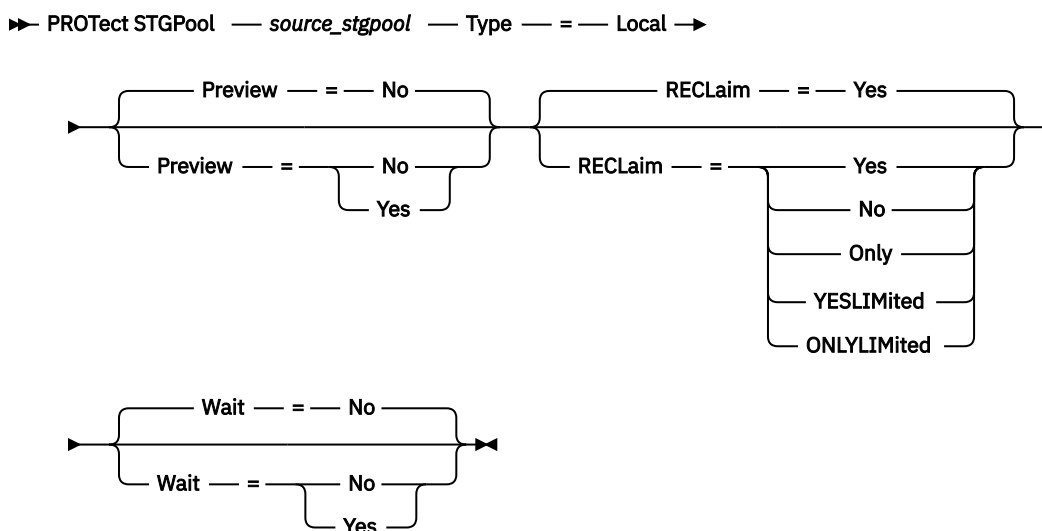 PROTect STGPool source_stgpool Type = Local
Preview = No RECLaim = Yes
Preview = No RECLaim = Yes
Yes No
Only
YESLIMited
ONLYLIMited
Wait = No
Wait = No
Yes